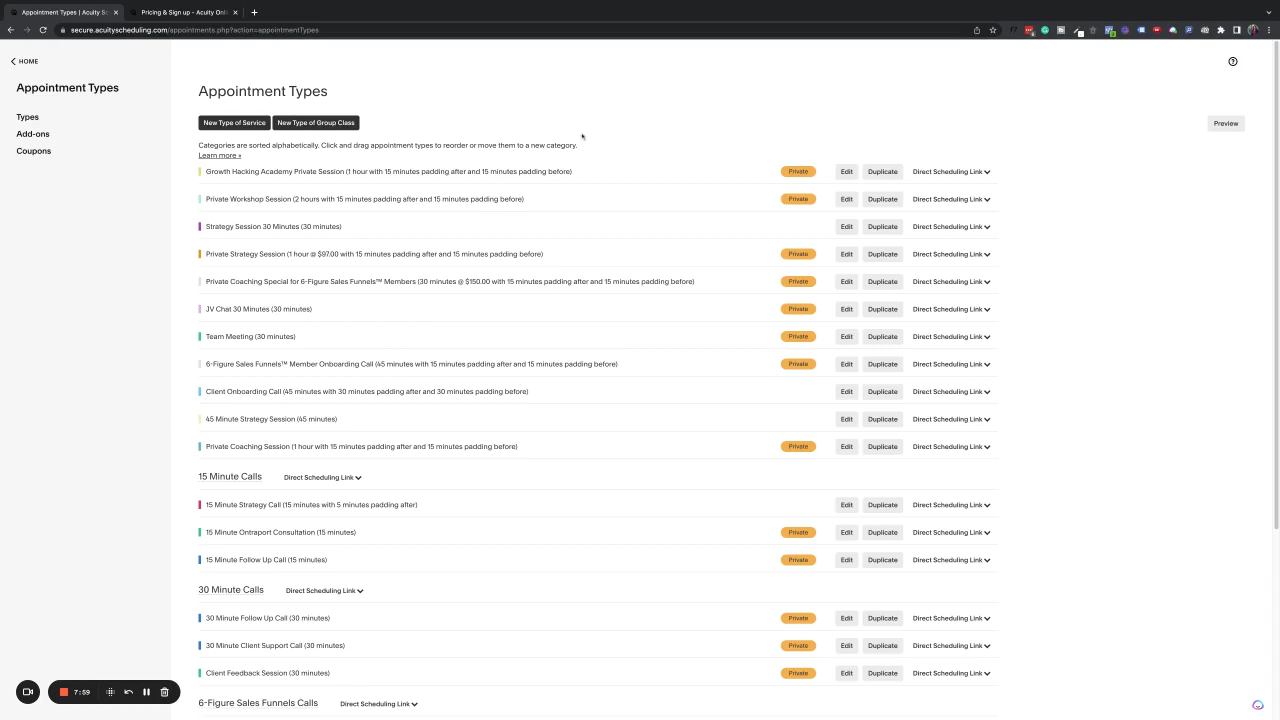 Appointment Types | Acuity Sc
Pricing & Sign up - Acuity Onli
secure.acuityscheduling.com/appointments.php?action=appointmentTypes
HOME
Appointment Types
Types
Add-ons
Coupons
Appointment Types
New Type of Service
New Type of Group Class
Preview
Categories are sorted alphabetically. Click and drag appointment types to reorder or move them to a new category.
Learn more »
Growth Hacking Academy Private Session (1 hour with 15 minutes padding after and 15 minutes padding before) Private Edit Duplicate Direct Scheduling Link
Private Workshop Session (2 hours with 15 minutes padding after and 15 minutes padding before) Private Edit Duplicate Direct Scheduling Link
Strategy Session 30 Minutes (30 minutes) Edit Duplicate Direct Scheduling Link
Private Strategy Session (1 hour @ $97.00 with 15 minutes padding after and 15 minutes padding before) Private Edit Duplicate Direct Scheduling Link
Private Coaching Special for 6-Figure Sales Funnels™ Members (30 minutes @ $150.00 with 15 minutes padding after and 15 minutes padding before) Private Edit Duplicate Direct Scheduling Link
JV Chat 30 Minutes (30 minutes) Private Edit Duplicate Direct Scheduling Link
Team Meeting (30 minutes) Private Edit Duplicate Direct Scheduling Link
6-Figure Sales Funnels™ Member Onboarding Call (45 minutes with 15 minutes padding after and 15 minutes padding before) Private Edit Duplicate Direct Scheduling Link
Client Onboarding Call (45 minutes with 30 minutes padding after and 30 minutes padding before) Edit Duplicate Direct Scheduling Link
45 Minute Strategy Session (45 minutes) Edit Duplicate Direct Scheduling Link
Private Coaching Session (1 hour with 15 minutes padding after and 15 minutes padding before) Private Edit Duplicate Direct Scheduling Link
15 Minute Calls Direct Scheduling Link
15 Minute Strategy Call (15 minutes with 5 minutes padding after) Edit Duplicate Direct Scheduling Link
15 Minute Ontraport Consultation (15 minutes) Private Edit Duplicate Direct Scheduling Link
15 Minute Follow Up Call (15 minutes) Private Edit Duplicate Direct Scheduling Link
30 Minute Calls Direct Scheduling Link
30 Minute Follow Up Call (30 minutes) Private Edit Duplicate Direct Scheduling Link
30 Minute Client Support Call (30 minutes) Private Edit Duplicate Direct Scheduling Link
Client Feedback Session (30 minutes) Private Edit Duplicate Direct Scheduling Link
7:59
6-Figure Sales Funnels Calls Direct Scheduling Link